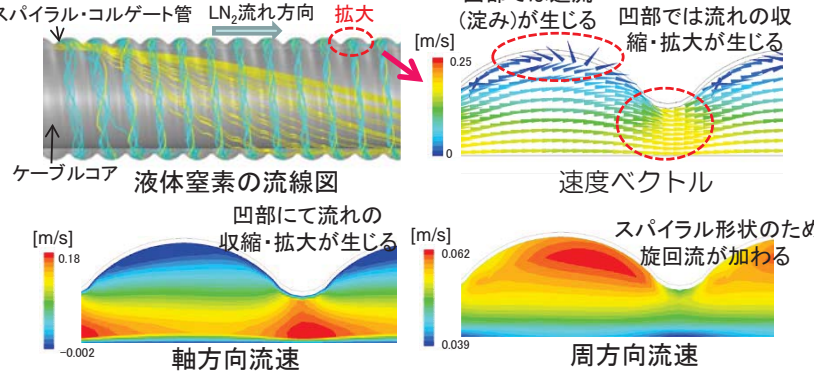 スパイラル・コルゲート管
LN₂流れ方向
拡大
ケーブルコア
液体窒素の流線図
(淀み)が生じる
凹部では流れの収
縮・拡大が生じる
[m/s]
0.25
0
速度ベクトル
凹部にて流れの
収縮・拡大が生じる
[m/s]
0.18
−0.002
軸方向流速
スパイラル形状のため
旋回流が加わる
[m/s]
0.062
0.039
周方向流速